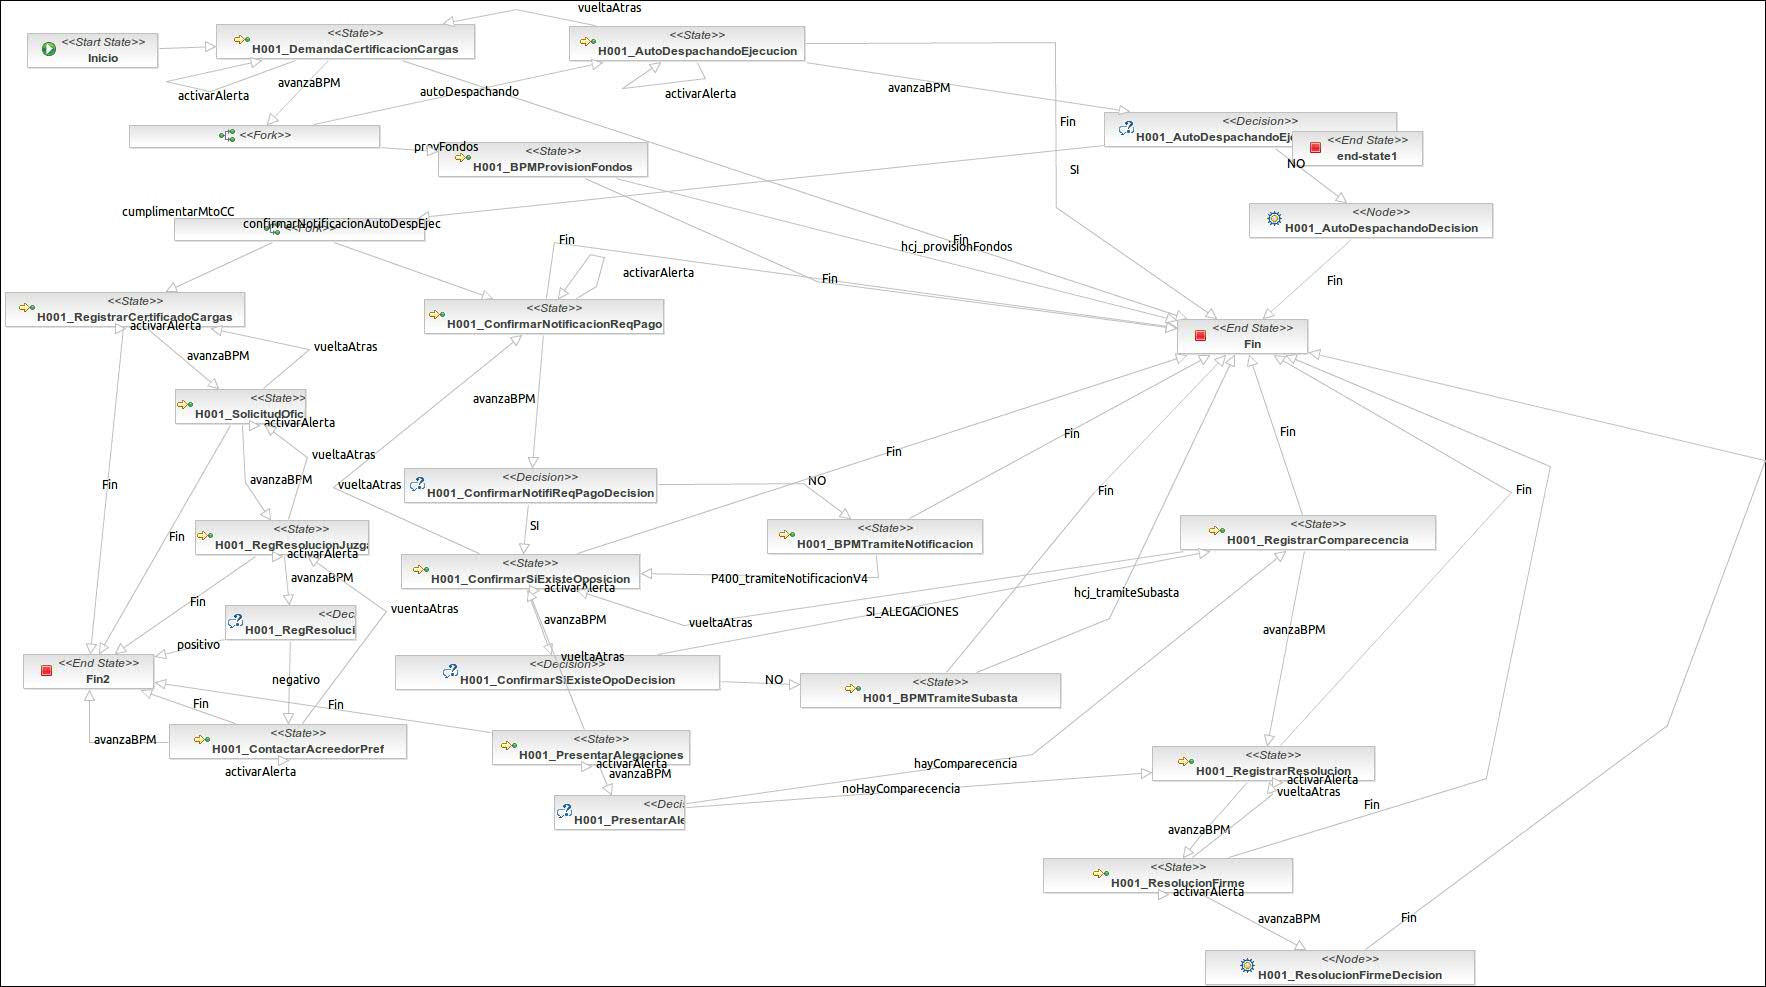 vueltaAtras
<<Start State>>
Inicio
<<State>>
H001_DemandaCertificacionCargas
<<State>>
H001_AutoDespachandoEjecucion
activarAlerta
avanzaBPM
autoDespachando
activarAlerta
avanzaBPM
Fin
<<Fork>>
provFondos
<<State>>
H001_BPMProvisionFondos
<<Decision>>
H001_AutoDespachandoEje
<<End State>>
end-state1
SI
NO
cumplimentarMtoCC
confirmarNotificacionAutoDespEjec
<<Fork>>
<<Node>>
H001_AutoDespachandoDecision
Fin
Fin
hcj_provisionFondos
activarAlerta
Fin
Fin
<<State>>
H001_RegistrarCertificadoCargas
activarAlerta
<<State>>
H001_ConfirmarNotificacionReqPago
<<End State>>
Fin
avanzaBPM
vueltaAtras
<<State>>
H001_SolicitudOfic
activarAlerta
avanzaBPM
Fin
Fin
Fin
vueltaAtras
avanzaBPM
Fin
vueltaAtras
<<Decision>>
H001_ConfirmarNotifiReqPagoDecision
NO
Fin
Fin
<<State>>
H001_RegResolucionJuzga
activarAlerta
Fin
SI
<<State>>
H001_BPMTramiteNotificacion
<<State>>
H001_RegistrarComparecencia
avanzaBPM
<<State>>
H001_ConfirmarSiExisteOposicion
activarAlerta
P400_tramiteNotificacionV4
hcj_tramiteSubasta
Fin
vuentaAtras
<<Dec
H001_RegResoluci
avanzaBPM
vueltaAtras
SI_ALEGACIONES
avanzaBPM
positivo
<<End State>>
Fin2
vueltaAtras
<<Decision>>
H001_ConfirmarSiExisteOpoDecision
NO
<<State>>
H001_BPMTramiteSubasta
negativo
Fin
Fin
avanzaBPM
<<State>>
H001_ContactarAcreedorPref
activarAlerta
<<State>>
H001_PresentarAlegaciones
activarAlerta
avanzaBPM
hayComparecencia
noHayComparecencia
<<State>>
H001_RegistrarResolucion
activarAlerta
vueltaAtras
<<Decis
H001_PresentarAle
Fin
avanzaBPM
<<State>>
H001_ResolucionFirme
activarAlerta
avanzaBPM
Fin
<<Node>>
H001_ResolucionFirmeDecision